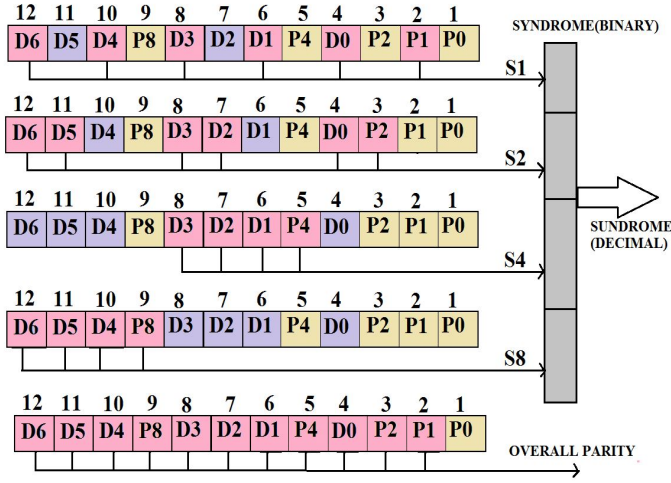 12 11 10 9 8 7 6 5 4 3 2 1
D6 D5 D4 P8 D3 D2 D1 P4 D0 P2 P1 P0
SYNDROME(BINARY)
S1
12 11 10 9 8 7 6 5 4 3 2 1
D6 D5 D4 P8 D3 D2 D1 P4 D0 P2 P1 P0
S2
12 11 10 9 8 7 6 5 4 3 2 1
D6 D5 D4 P8 D3 D2 D1 P4 D0 P2 P1 P0
SUNDROME
(DECIMAL)
S4
12 11 10 9 8 7 6 5 4 3 2 1
D6 D5 D4 P8 D3 D2 D1 P4 D0 P2 P1 P0
S8
12 11 10 9 8 7 6 5 4 3 2 1
D6 D5 D4 P8 D3 D2 D1 P4 D0 P2 P1 P0
OVERALL PARITY